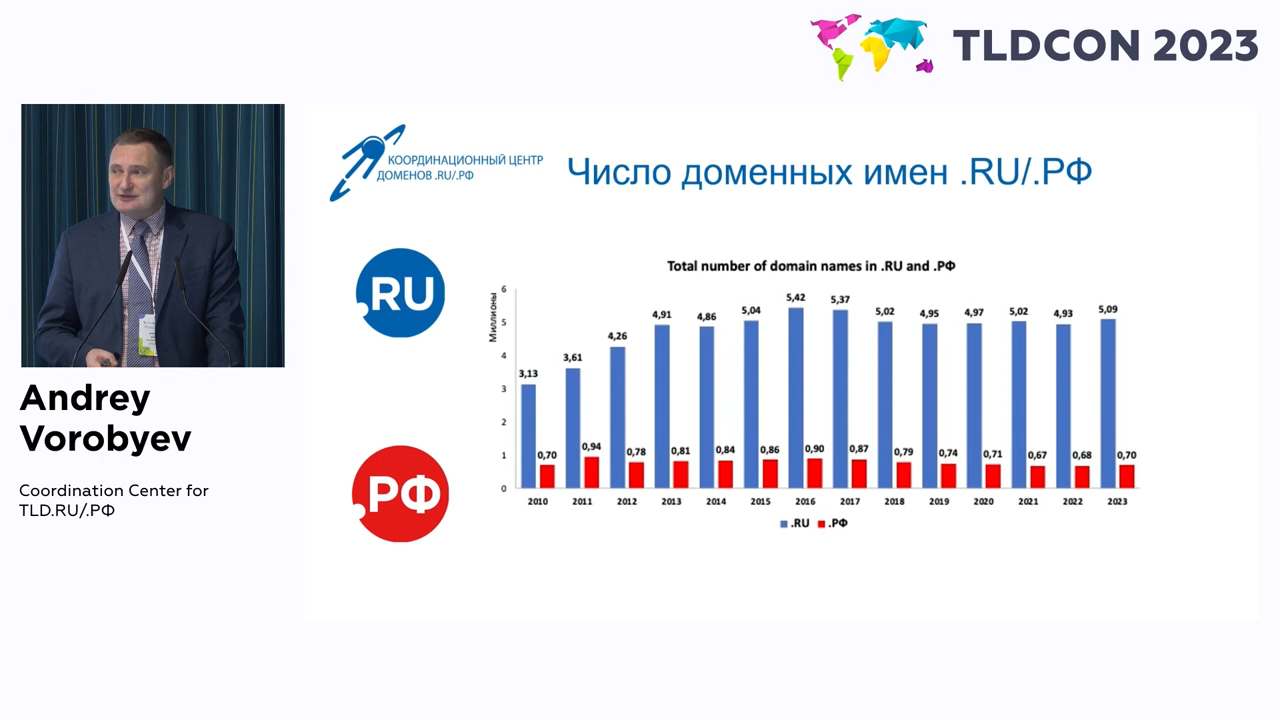 TLDCON 2023
КООРДИНАЦИОННЫЙ ЦЕНТР
ДОМЕНОВ .RU/.РФ
Число доменных имен .RU/.РФ
.RU
.РФ
Andrey
Vorobyev
Coordination Center for
TLD.RU/.РФ
Total number of domain names in .RU and .РФ
Миллионы
6
5
4
3
2
1
0
3,13 3,61 4,26 4,91 4,86 5,04 5,42 5,37 5,02 4,95 4,97 5,02 4,93 5,09
0,70 0,94 0,78 0,81 0,84 0,86 0,90 0,87 0,79 0,74 0,71 0,67 0,68 0,70
2010 2011 2012 2013 2014 2015 2016 2017 2018 2019 2020 2021 2022 2023
.RU .РФ